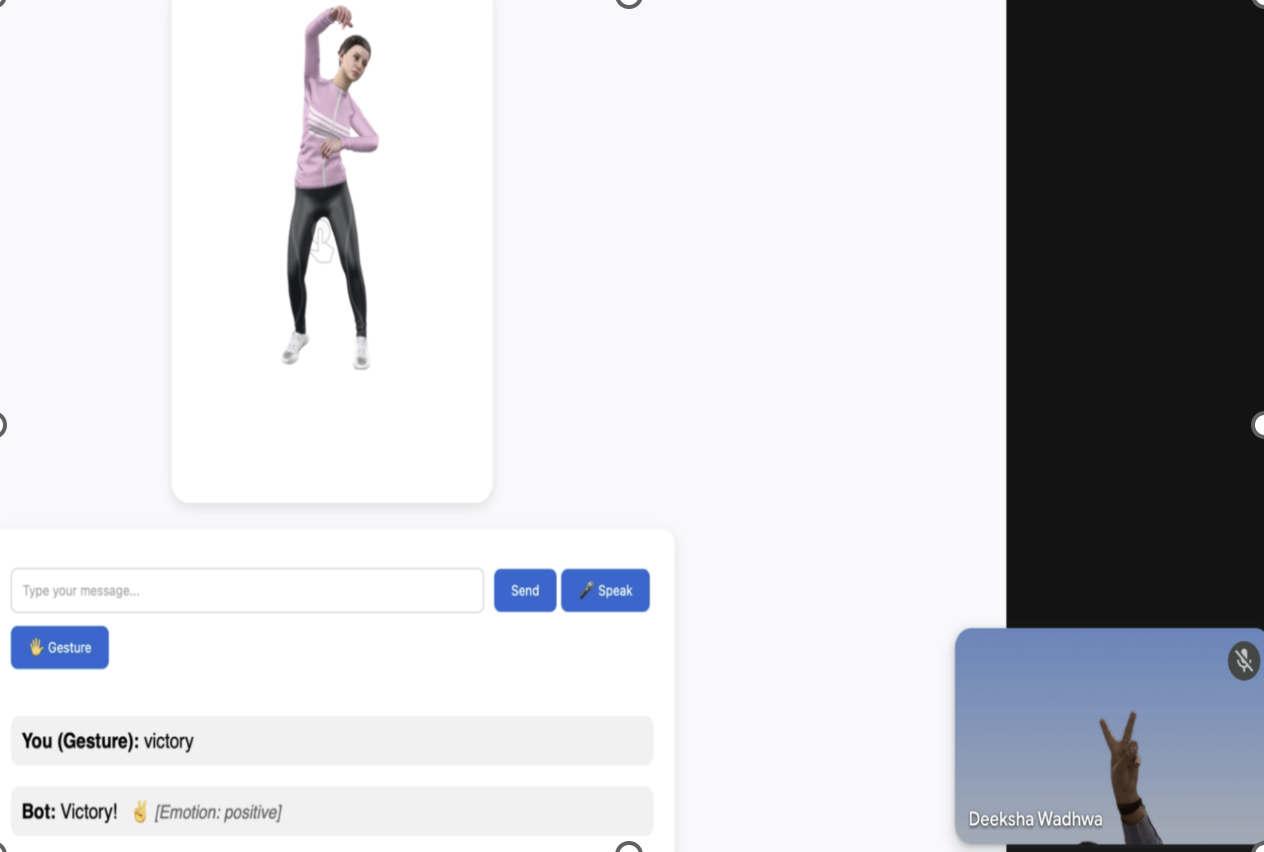 Type your message...
Send
🎤 Speak
🖐 Gesture
You (Gesture): victory
Bot: Victory! ✌ [Emotion: positive]
Deeksha Wadhwa